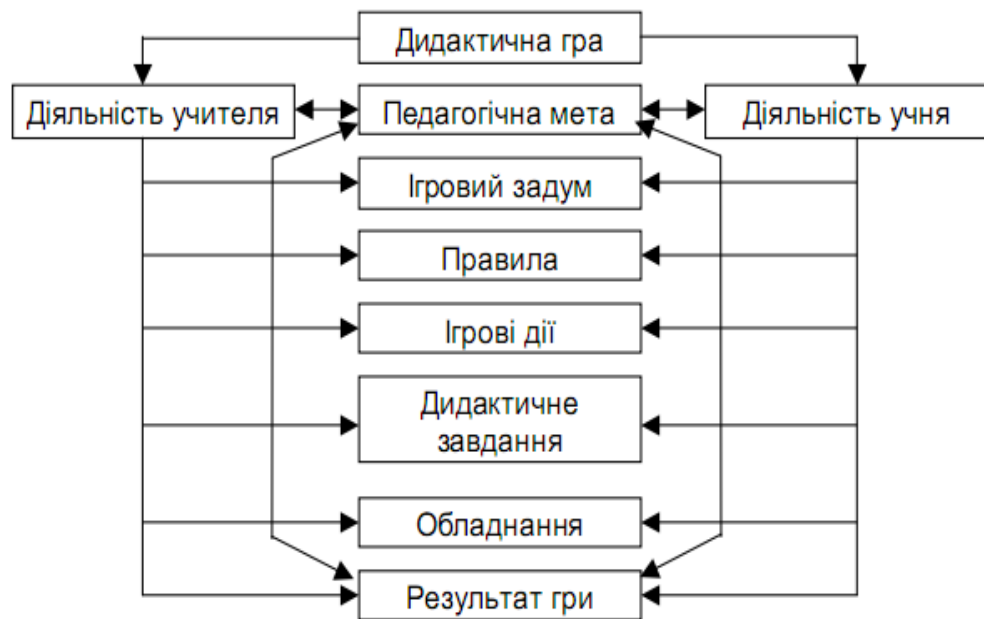 Дидактична гра
Діяльність учителя
Педагогічна мета
Діяльність учня
Ігровий задум
Правила
Ігрові дії
Дидактичне
завдання
Обладнання
Результат гри